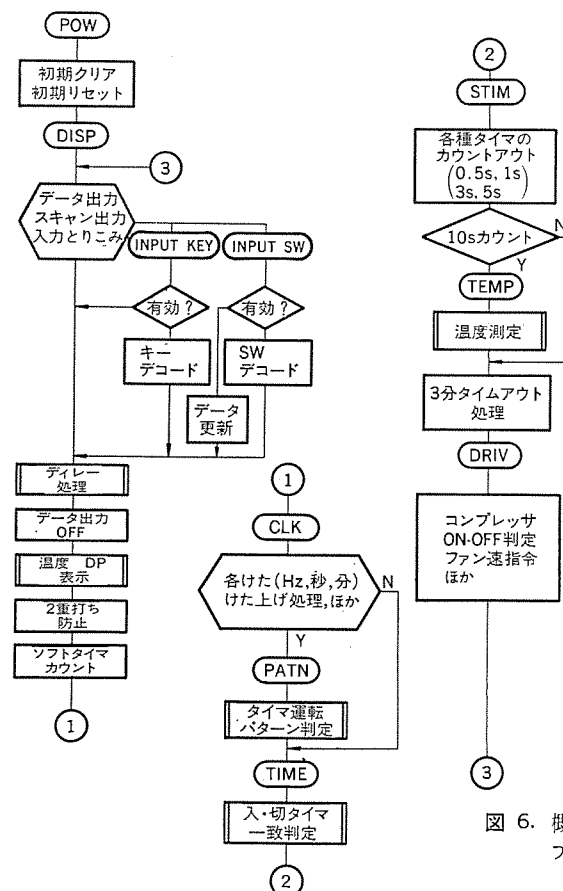 POW
初期クリア
初期リセット
DISP
3
データ出力
スキャン出力
入力とりこみ
INPUT KEY
INPUT SW
有効?
有効?
キー
デコード
SW
デコード
データ
更新
ディレー
処理
データ出力
OFF
温度 DP
表示
2重打ち
防止
ソフトタイマ
カウント
1
1
CLK
各けた(Hz,秒,分)
けた上げ処理,ほか
N
Y
PATN
タイマ運転
パターン判定
TIME
入・切タイマ
一致判定
2
2
STIM
各種タイマの
カウントアウト
(0.5s, 1s
3s, 5s)
10sカウント
N
Y
TEMP
温度測定
3分タイムアウト
処理
DRIV
コンプレッサ
ON-OFF判定
ファン速指令
ほか
3
図 6.